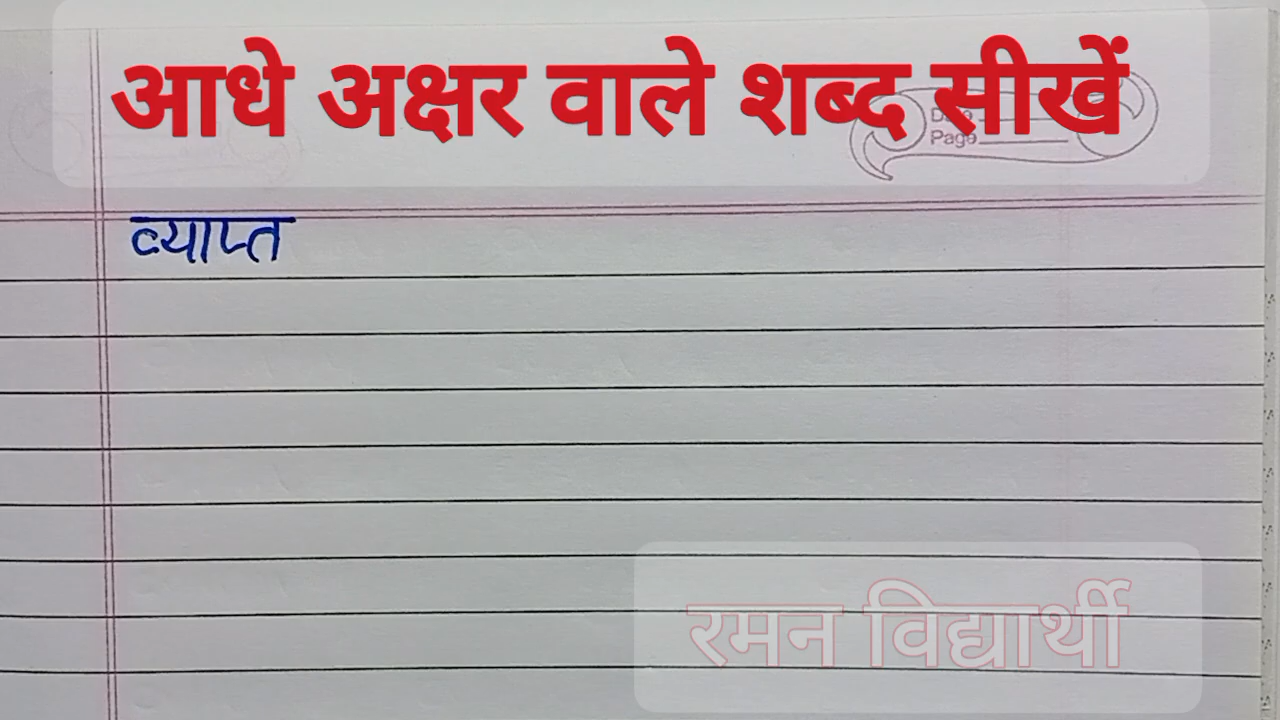 आधे अक्षर वाले शब्द सीखें
Date
Page
व्याप्त
रमन विद्यार्थी